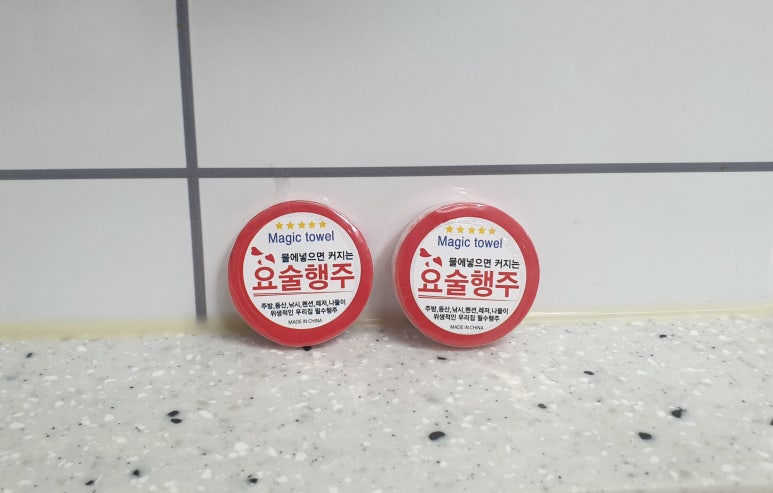 Magic towel
물에넣으면 커지는
요술행주
주방,등산,낚시,펜션,레저,나들이
위생적인 우리집 필수행주
MADE IN CHINA
Magic towel
물에넣으면 커지는
요술행주
주방,등산,낚시,펜션,레저,나들이
위생적인 우리집 필수행주
MADE IN CHINA